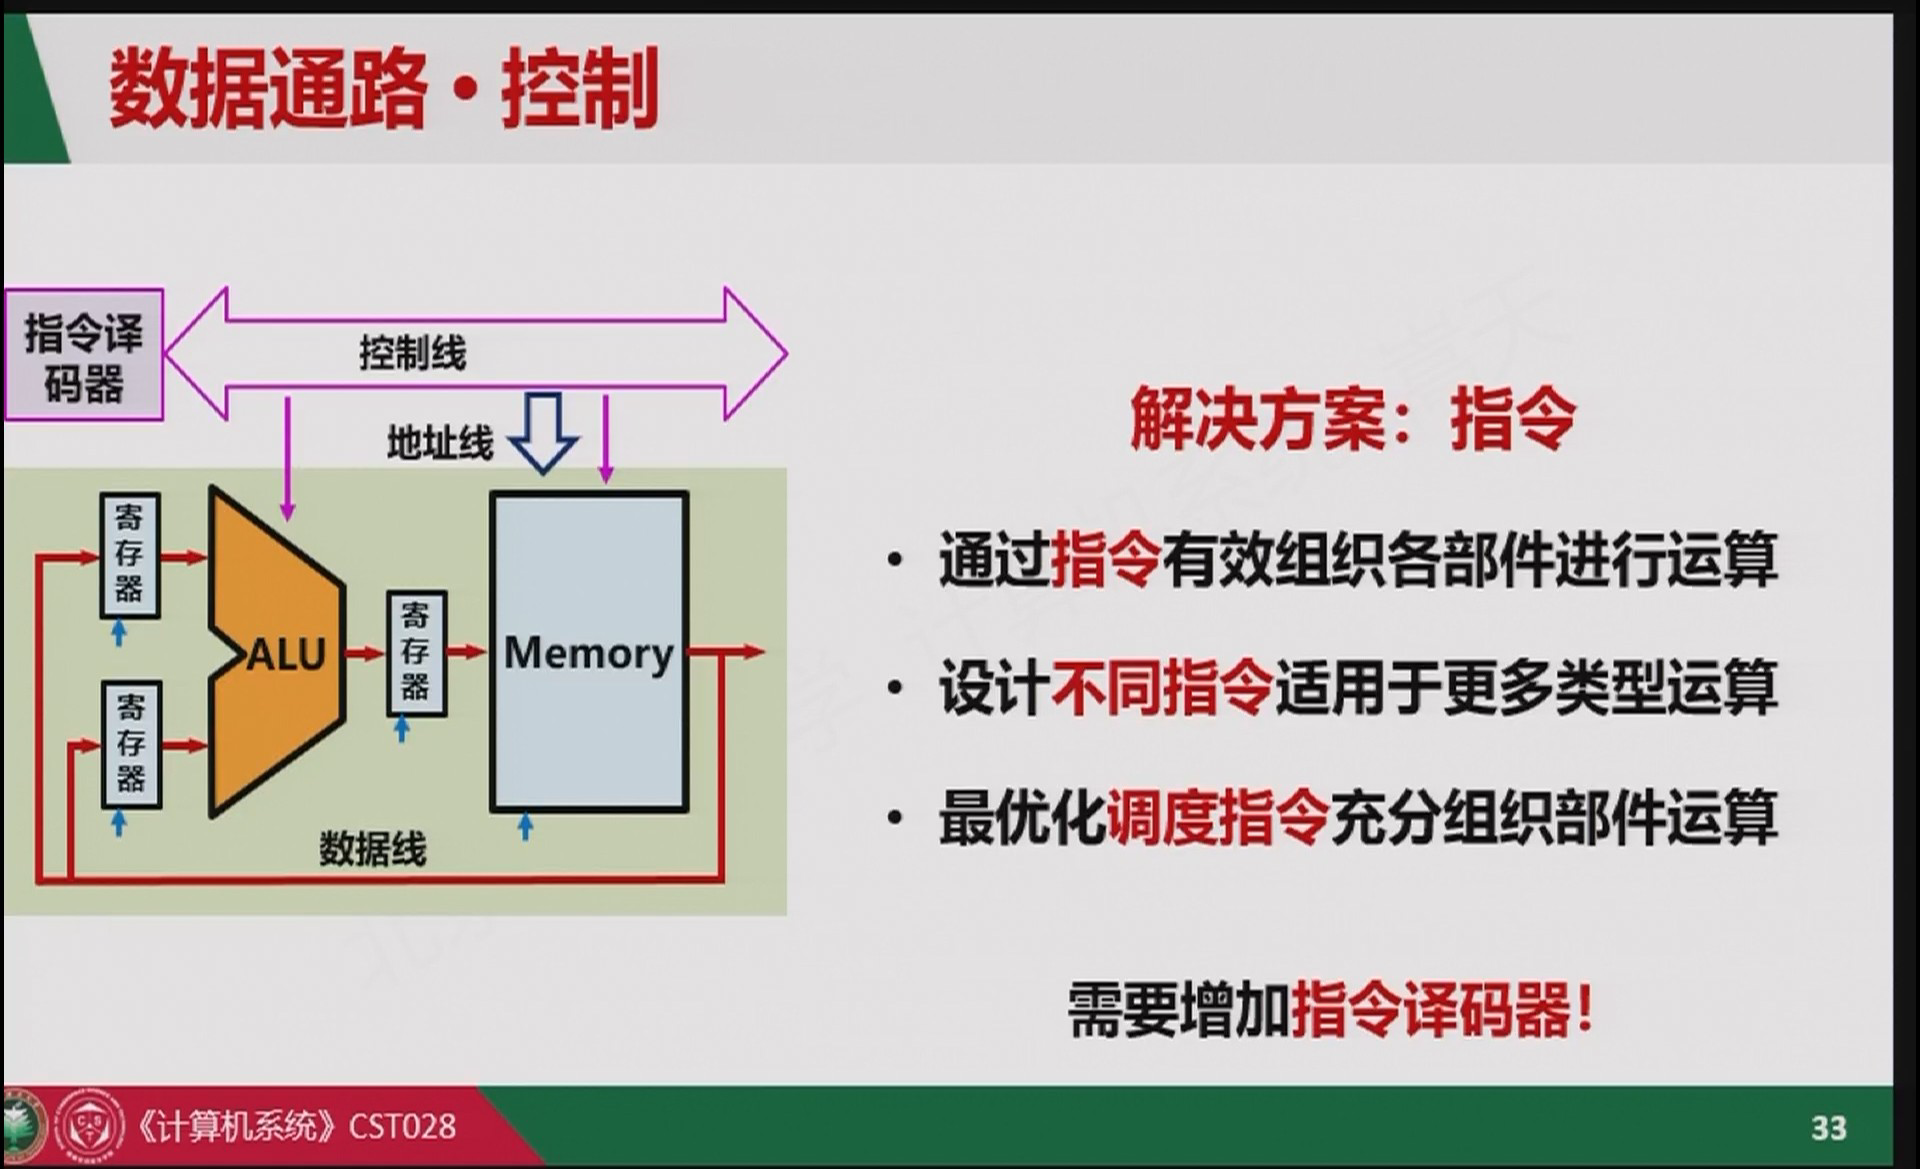 数据通路·控制
指令译
码器
控制线
地址线
寄存器
ALU
寄存器
Memory
寄存器
数据线
解决方案：指令
• 通过指令有效组织各部件进行运算
• 设计不同指令适用于更多类型运算
• 最优化调度指令充分组织部件运算
需要增加指令译码器！
《计算机系统》CST028
33